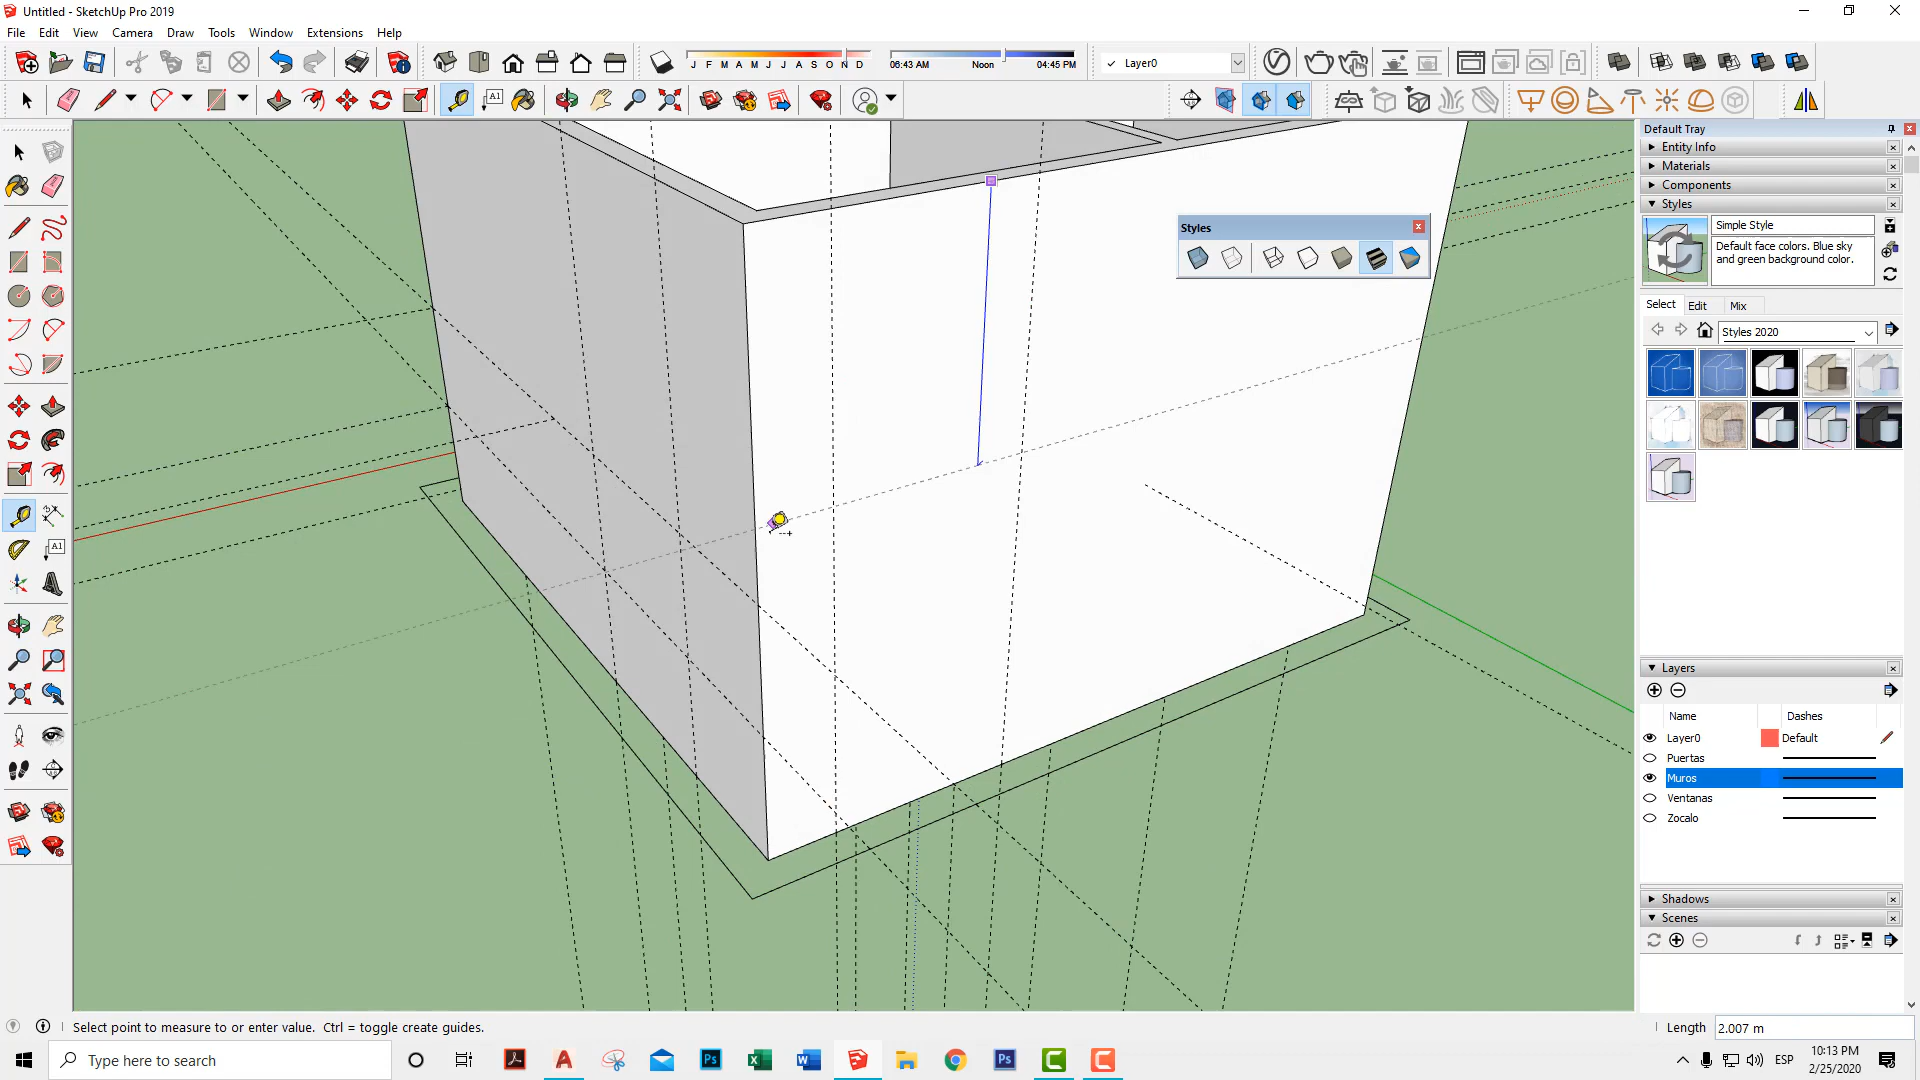 Untitled - SketchUp Pro 2019
File Edit View Camera Draw Tools Window Extensions Help
J F M A M J J A S O N D
06:43 AM Noon 04:45 PM
Layer0
A1
Default Tray
Entity Info
Materials
Components
Styles
Styles
Simple Style
Default face colors. Blue sky
and green background color.
Select Edit Mix
Styles 2020
A1
Layers
Name Dashes
Layer0 Default
Puertas
Muros
Ventanas
Zocalo
Shadows
Scenes
Select point to measure to or enter value. Ctrl = toggle create guides.
Length 2.007 m
Type here to search
ESP
10:13 PM
2/25/2020